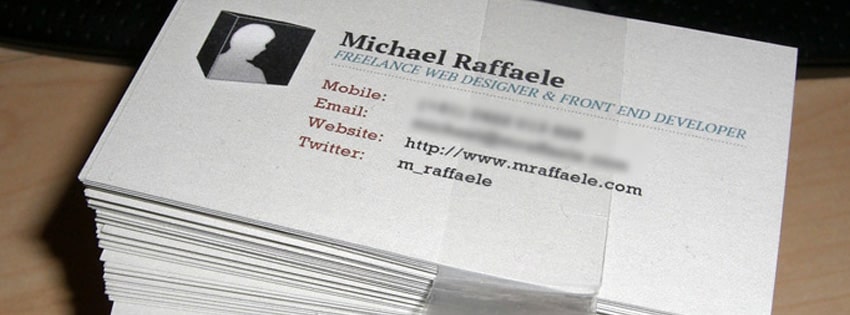 Michael Raffaele
FREELANCE WEB DESIGNER & FRONT END DEVELOPER
Mobile:
Email:
Website: http://www.mraffaele.com
Twitter: m_raffaele